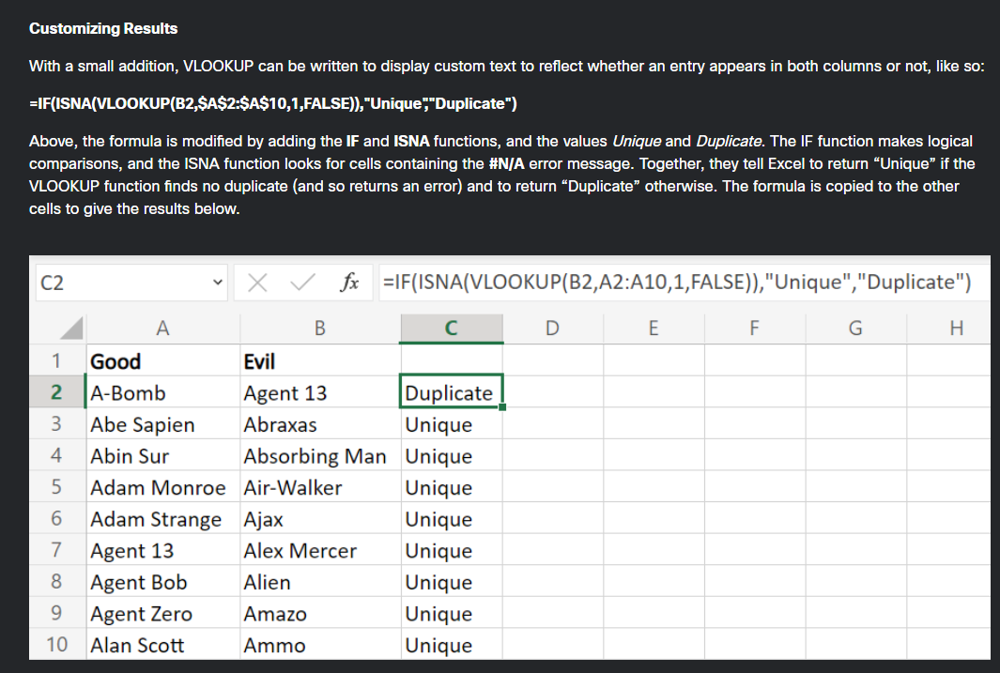 Customizing Results
With a small addition, VLOOKUP can be written to display custom text to reflect whether an entry appears in both columns or not, like so:
=IF(ISNA(VLOOKUP(B2,$A$2:$A$10,1,FALSE)),"Unique","Duplicate")
Above, the formula is modified by adding the IF and ISNA functions, and the values Unique and Duplicate. The IF function makes logical
comparisons, and the ISNA function looks for cells containing the #N/A error message. Together, they tell Excel to return “Unique” if the
VLOOKUP function finds no duplicate (and so returns an error) and to return “Duplicate” otherwise. The formula is copied to the other
cells to give the results below.
C2 fx =IF(ISNA(VLOOKUP(B2,A2:A10,1,FALSE)),"Unique","Duplicate")
A B C D E F G H
1 Good Evil
2 A-Bomb Agent 13 Duplicate
3 Abe Sapien Abraxas Unique
4 Abin Sur Absorbing Man Unique
5 Adam Monroe Air-Walker Unique
6 Adam Strange Ajax Unique
7 Agent 13 Alex Mercer Unique
8 Agent Bob Alien Unique
9 Agent Zero Amazo Unique
10 Alan Scott Ammo Unique